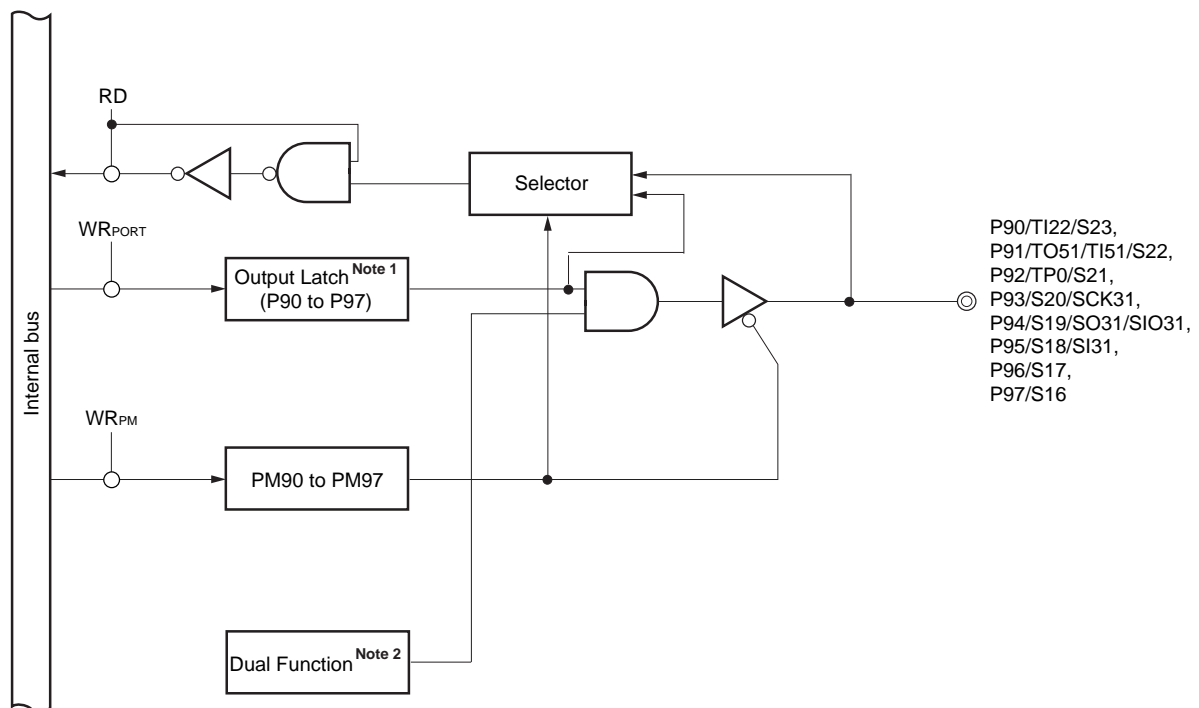 RD
Selector
WRPORT
Output Latch Note 1
(P90 to P97)
P90/TI22/S23,
P91/TO51/TI51/S22,
P92/TP0/S21,
P93/S20/SCK31,
P94/S19/SO31/SIO31,
P95/S18/SI31,
P96/S17,
P97/S16
Internal bus
WRPM
PM90 to PM97
Dual Function Note 2